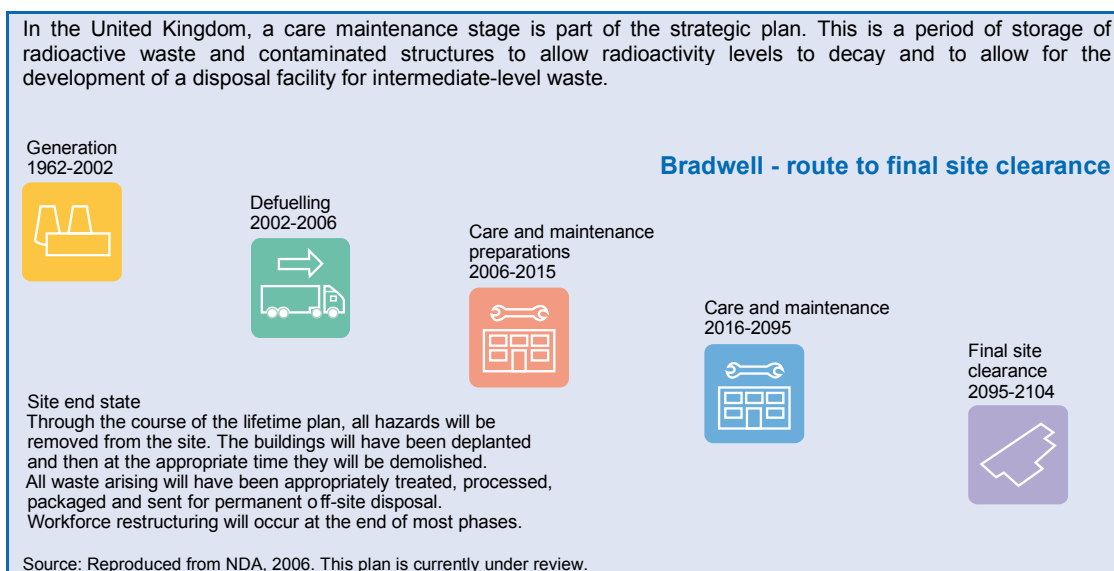 In the United Kingdom, a care maintenance stage is part of the strategic plan. This is a period of storage of
radioactive waste and contaminated structures to allow radioactivity levels to decay and to allow for the
development of a disposal facility for intermediate-level waste.
Generation
1962-2002
Bradwell - route to final site clearance
Defuelling
2002-2006
Care and maintenance
preparations
2006-2015
Care and maintenance
2016-2095
Final site
clearance
2095-2104
Site end state
Through the course of the lifetime plan, all hazards will be
removed from the site. The buildings will have been deplanted
and then at the appropriate time they will be demolished.
All waste arising will have been appropriately treated, processed,
packaged and sent for permanent off-site disposal.
Workforce restructuring will occur at the end of most phases.
Source: Reproduced from NDA, 2006. This plan is currently under review.